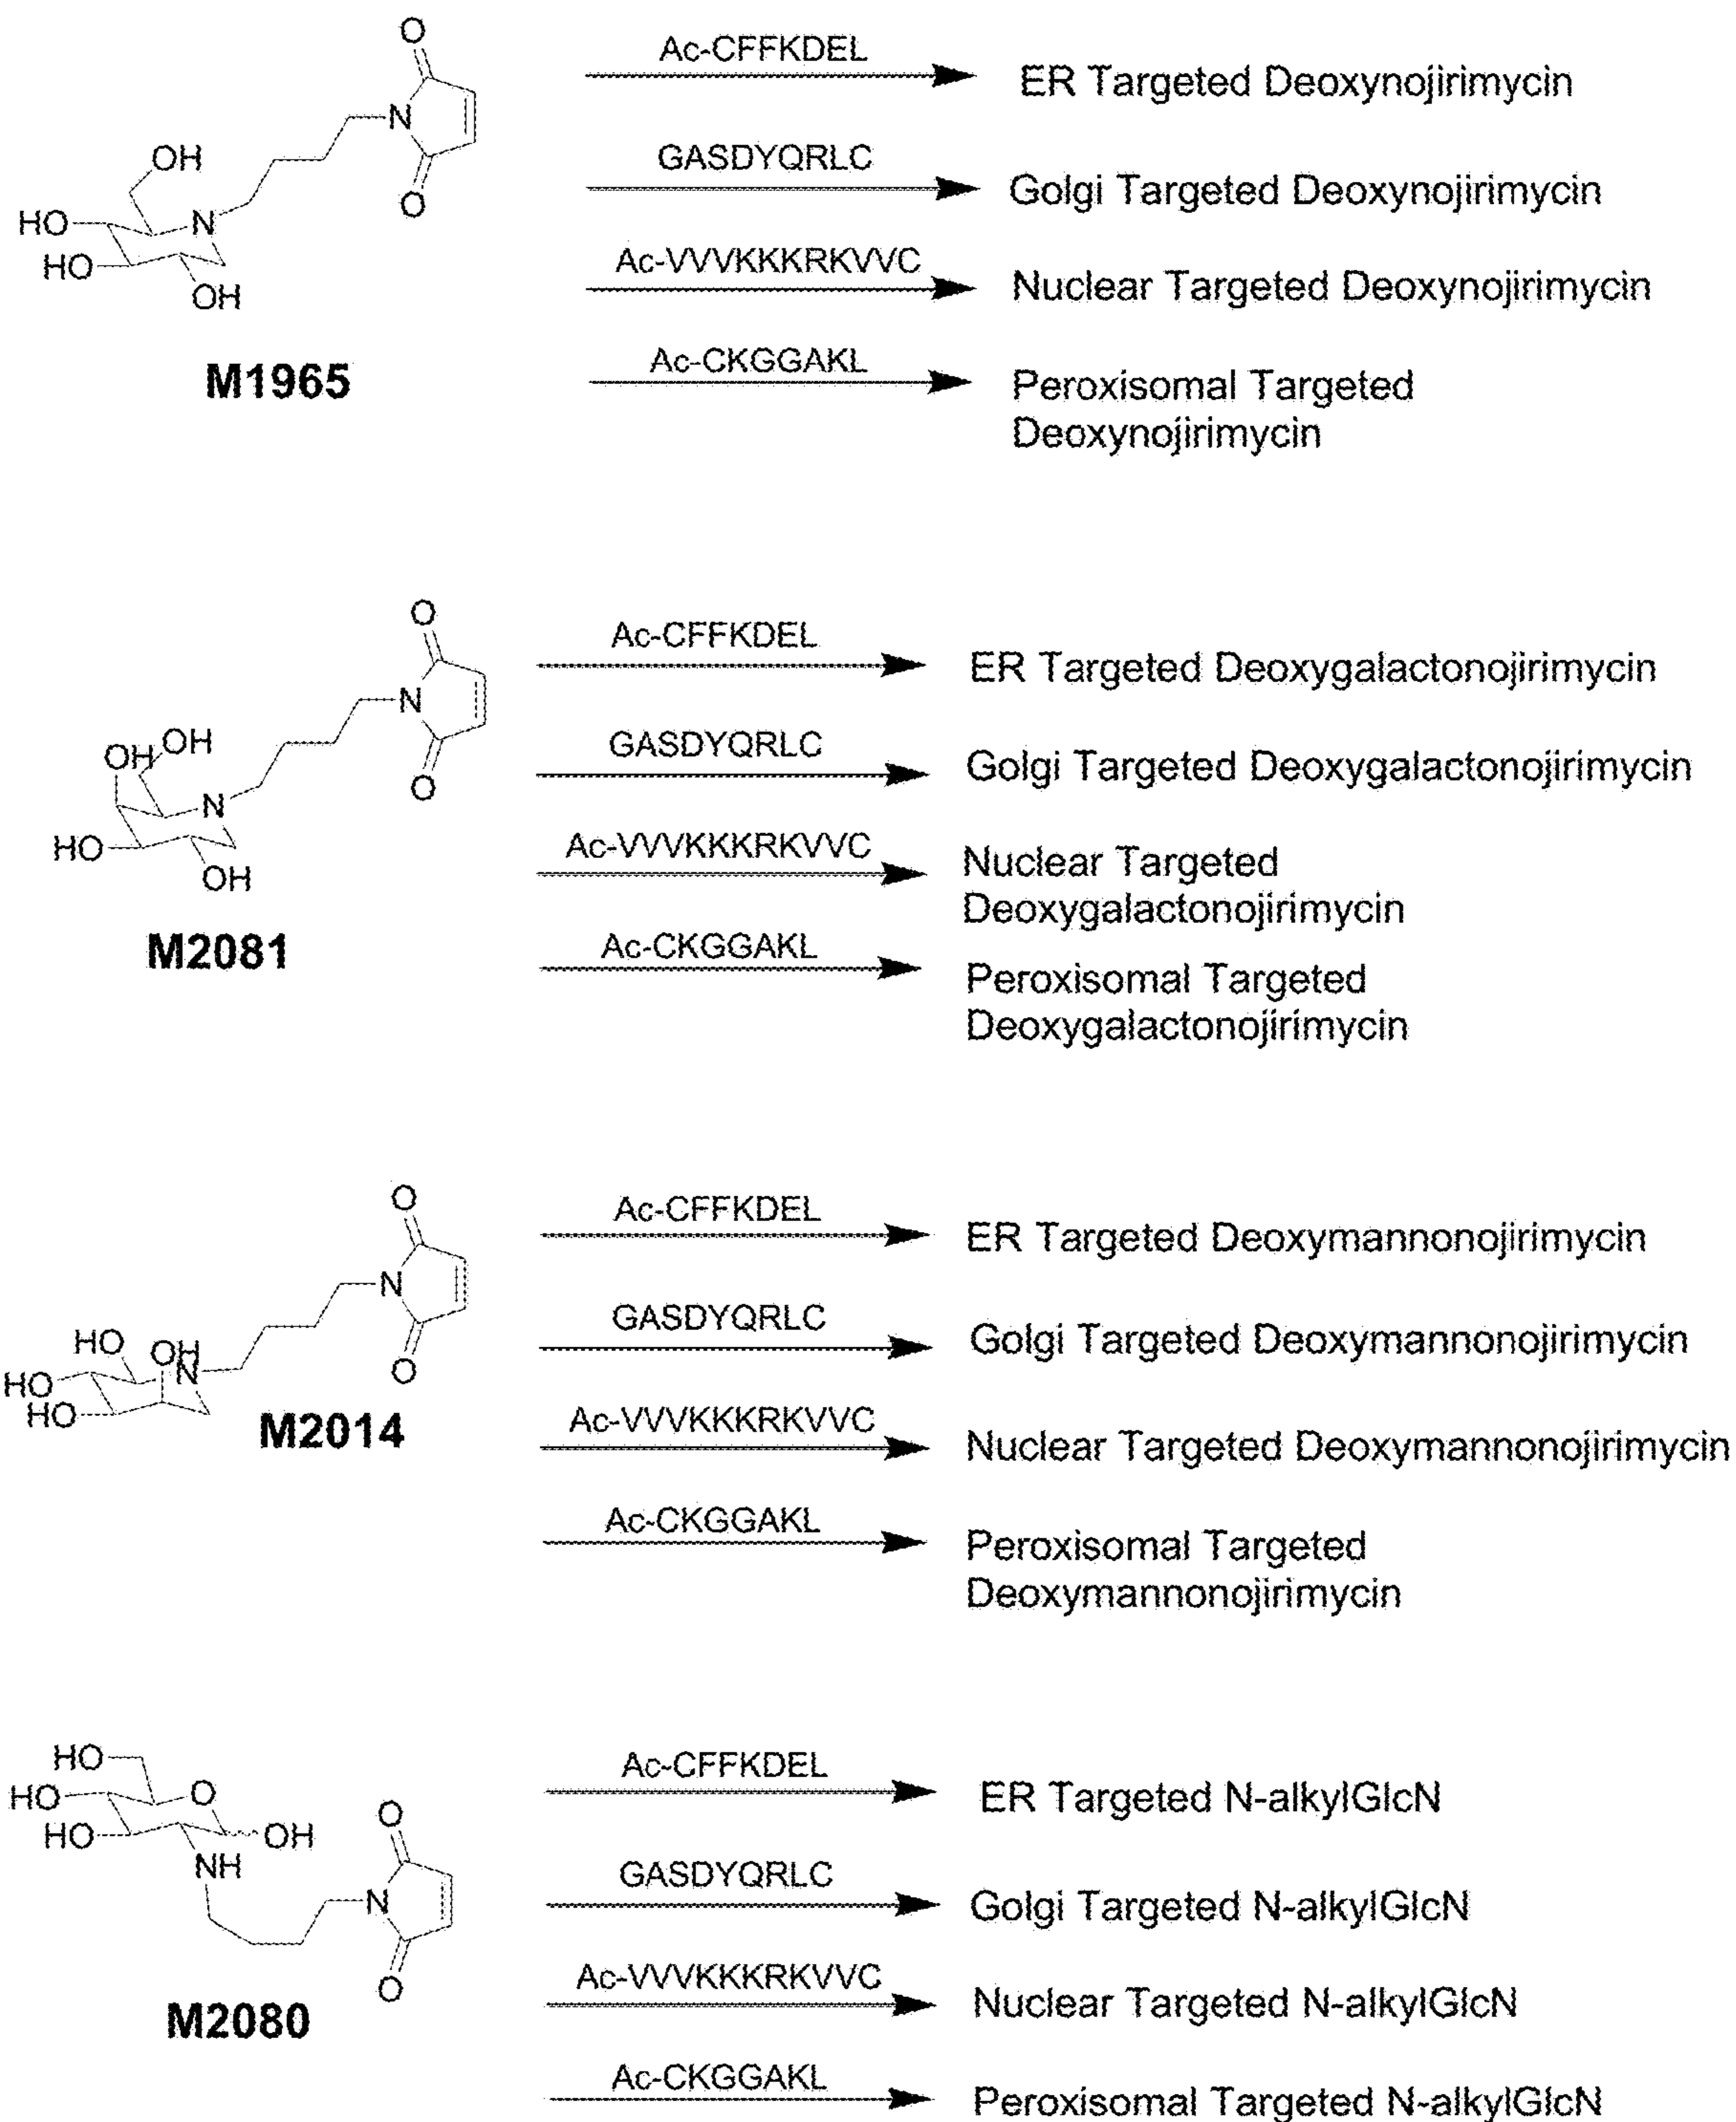 O
N
O
OH
HO
N
HO
OH
M1965
Ac-CFFKDEL
ER Targeted Deoxynojirimycin
GASDYQRLC
Golgi Targeted Deoxynojirimycin
Ac-VVVKKKRKVVC
Nuclear Targeted Deoxynojirimycin
Ac-CKGGAKL
Peroxisomal Targeted
Deoxynojirimycin
O
N
O
OH
OH
N
HO
OH
M2081
Ac-CFFKDEL
ER Targeted Deoxygalactonojirimycin
GASDYQRLC
Golgi Targeted Deoxygalactonojirimycin
Ac-VVVKKKRKVVC
Nuclear Targeted
Deoxygalactonojirimycin
Ac-CKGGAKL
Peroxisomal Targeted
Deoxygalactonojirimycin
O
N
O
HO
OH
N
HO
HO
M2014
Ac-CFFKDEL
ER Targeted Deoxymannonojirimycin
GASDYQRLC
Golgi Targeted Deoxymannonojirimycin
Ac-VVVKKKRKVVC
Nuclear Targeted Deoxymannonojirimycin
Ac-CKGGAKL
Peroxisomal Targeted
Deoxymannonojirimycin
HO
HO
O
HO
OH
NH
O
N
O
M2080
Ac-CFFKDEL
ER Targeted N-alkylGlcN
GASDYQRLC
Golgi Targeted N-alkylGlcN
Ac-VVVKKKRKVVC
Nuclear Targeted N-alkylGlcN
Ac-CKGGAKL
Peroxisomal Targeted N-alkylGlcN